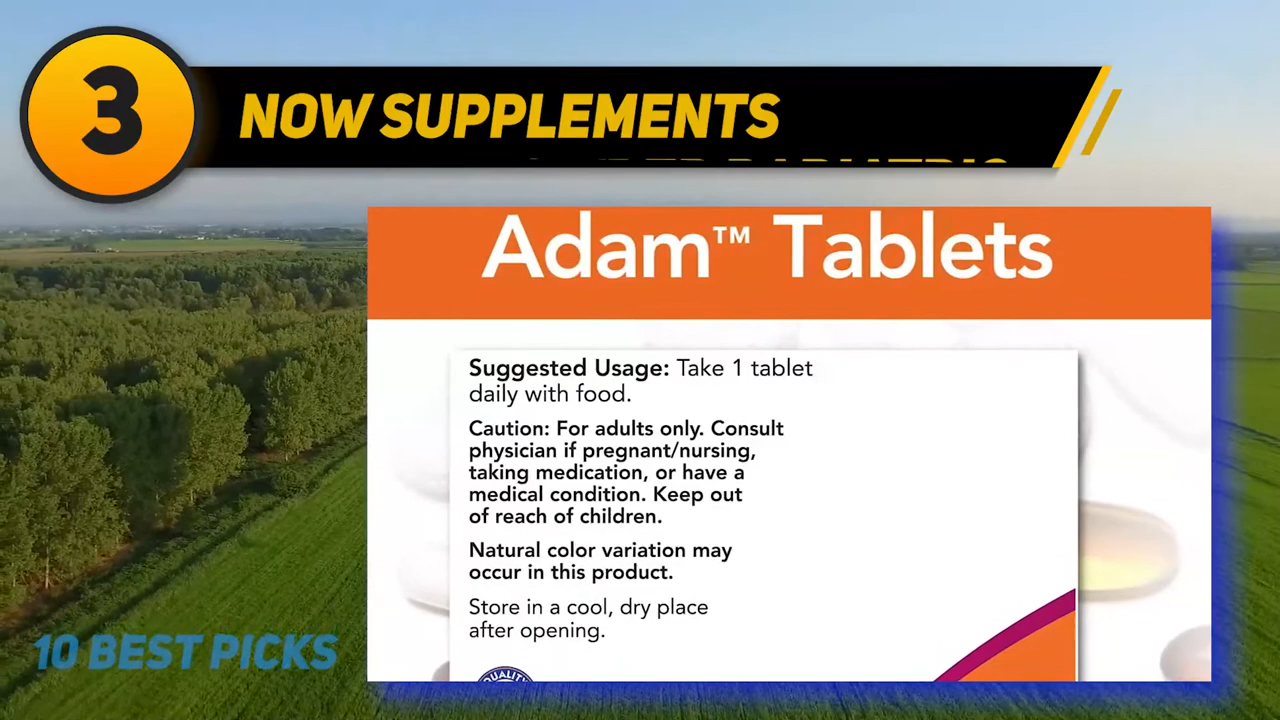 3
NOW SUPPLEMENTS
Adam™ Tablets
Suggested Usage: Take 1 tablet
daily with food.
Caution: For adults only. Consult
physician if pregnant/nursing,
taking medication, or have a
medical condition. Keep out
of reach of children.
Natural color variation may
occur in this product.
Store in a cool, dry place
after opening.
QUALITY
10 BEST PICKS